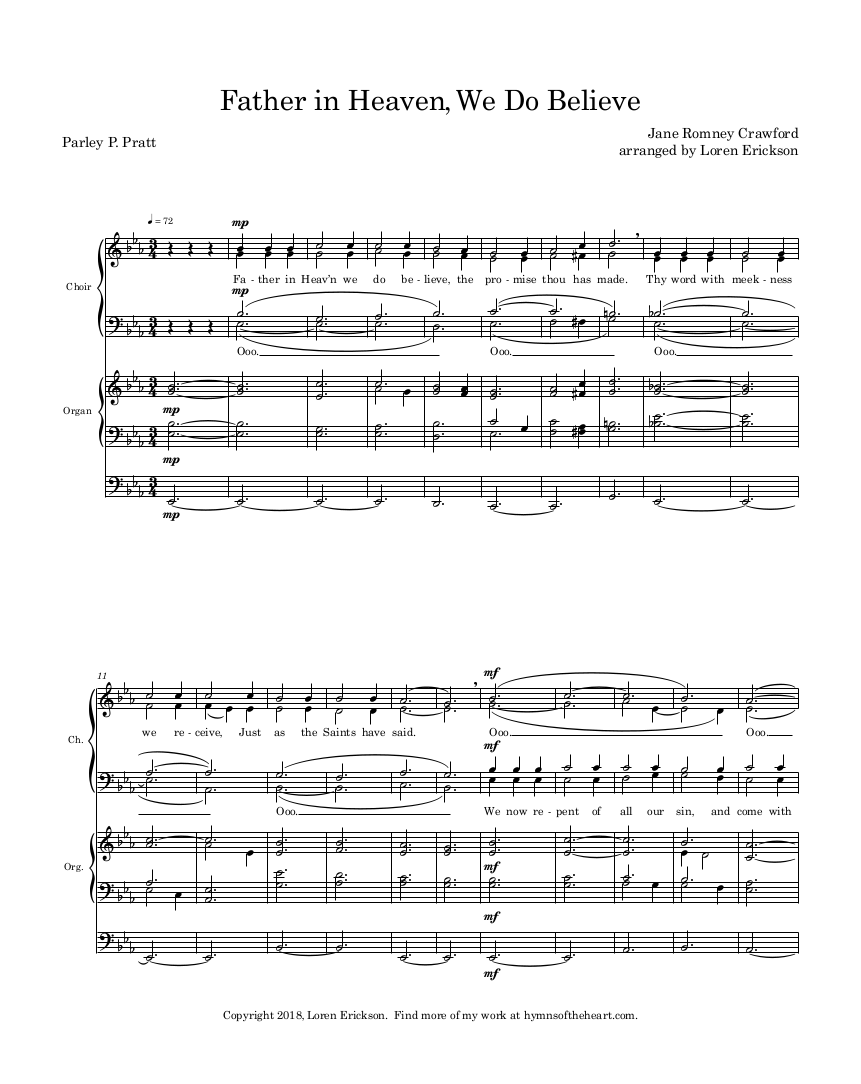 Father in Heaven, We Do Believe
Parley P. Pratt
Jane Romney Crawford
arranged by Loren Erickson
♩ = 72
mp
Choir
Fa - ther in Heav'n we do be - lieve, the pro - mise thou has made. Thy word with meek - ness
mp
Ooo. Ooo. Ooo.
Organ
mp
mp
mp
11
mf
Ch.
we re - ceive, Just as the Saints have said. Ooo. Ooo.
mf
Ooo. We now re - pent of all our sin, and come with
Org.
mf
mf
mf
Copyright 2018, Loren Erickson. Find more of my work at hymnsoftheheart.com.